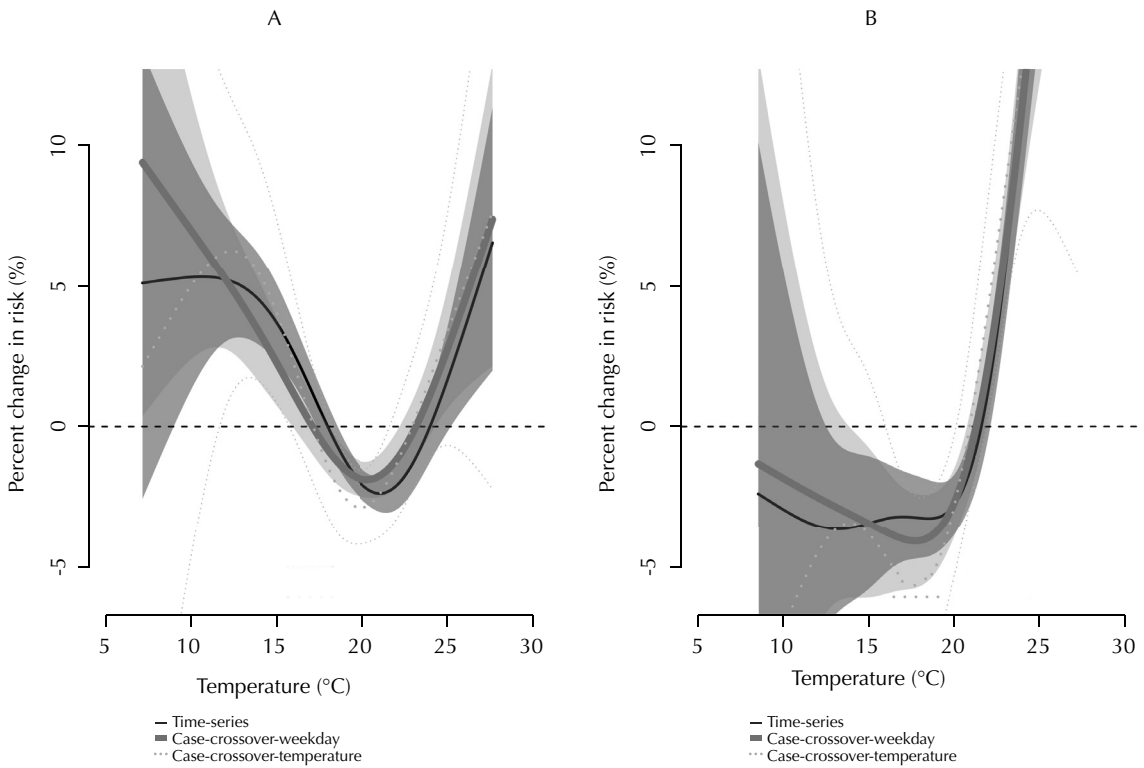 A
B
Percent change in risk (%)
10
5
0
-5
5
10
15
20
25
30
Temperature (°C)
Time-series
Case-crossover-weekday
Case-crossover-temperature
Percent change in risk (%)
10
5
0
-5
5
10
15
20
25
30
Temperature (°C)
Time-series
Case-crossover-weekday
Case-crossover-temperature